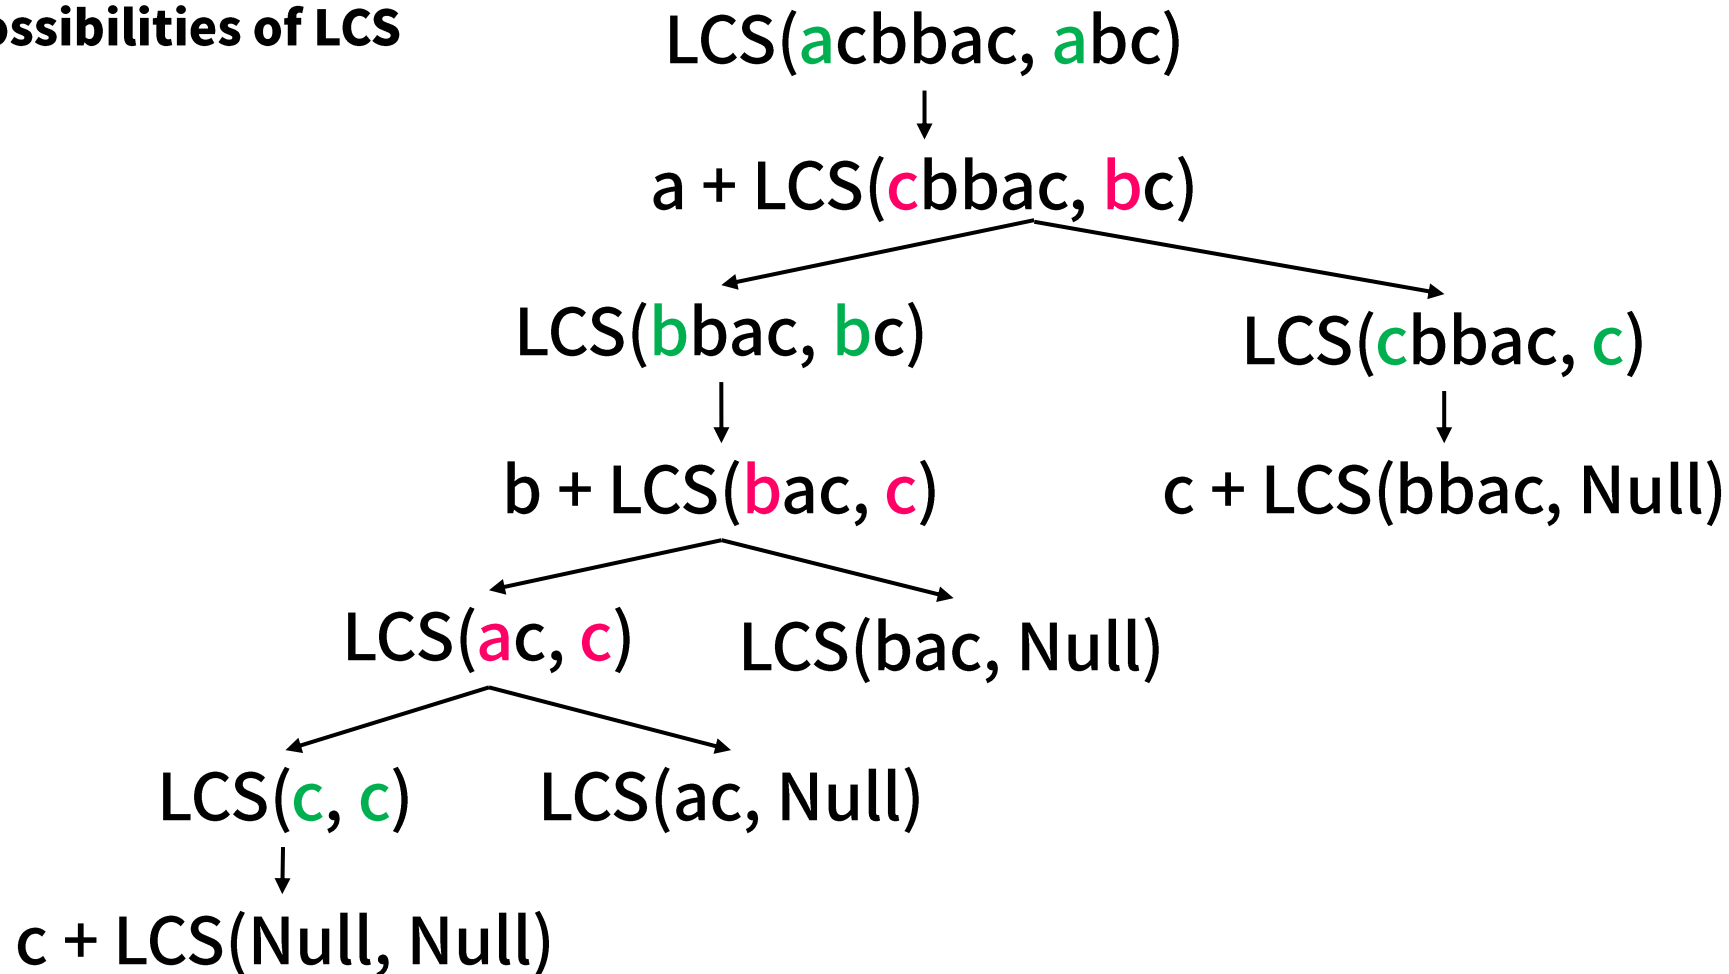 ossibilities of LCS
LCS(acbbac, abc)
a + LCS(cbbac, bc)
LCS(bbac, bc)
LCS(cbbac, c)
b + LCS(bac, c)
c + LCS(bbac, Null)
LCS(ac, c)
LCS(bac, Null)
LCS(c, c)
LCS(ac, Null)
c + LCS(Null, Null)